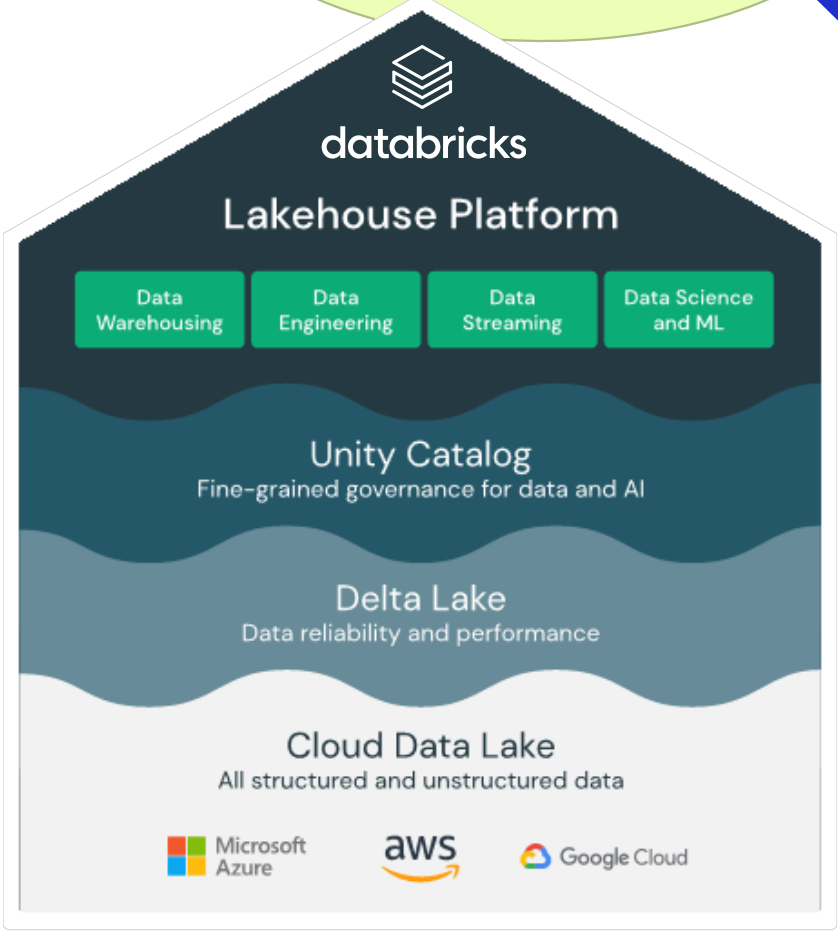 databricks
Lakehouse Platform
Data
Warehousing
Data
Engineering
Data
Streaming
Data Science
and ML
Unity Catalog
Fine-grained governance for data and AI
Delta Lake
Data reliability and performance
Cloud Data Lake
All structured and unstructured data
Microsoft
Azure
aws
Google Cloud